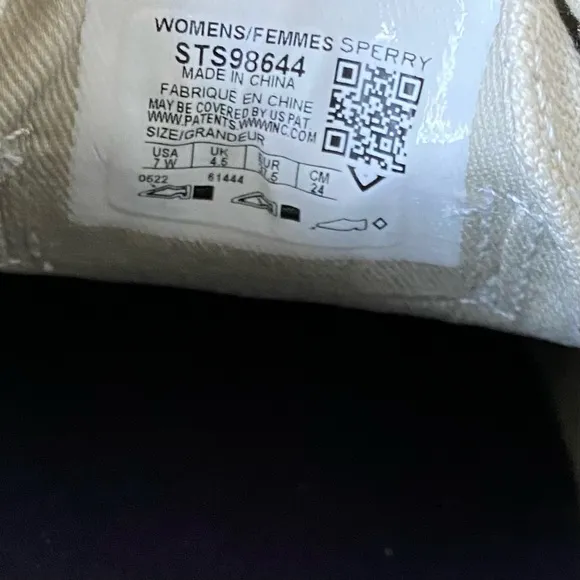 WOMENS/FEMMES SPERRY
STS98644
MADE IN CHINA
FABRIQUE EN CHINE
MAY BE COVERED BY US PAT
WWW.PATENTS.WWWINC.COM
SIZE/GRANDEUR
USA UK CM
7 W 4.5 24
0622 61444